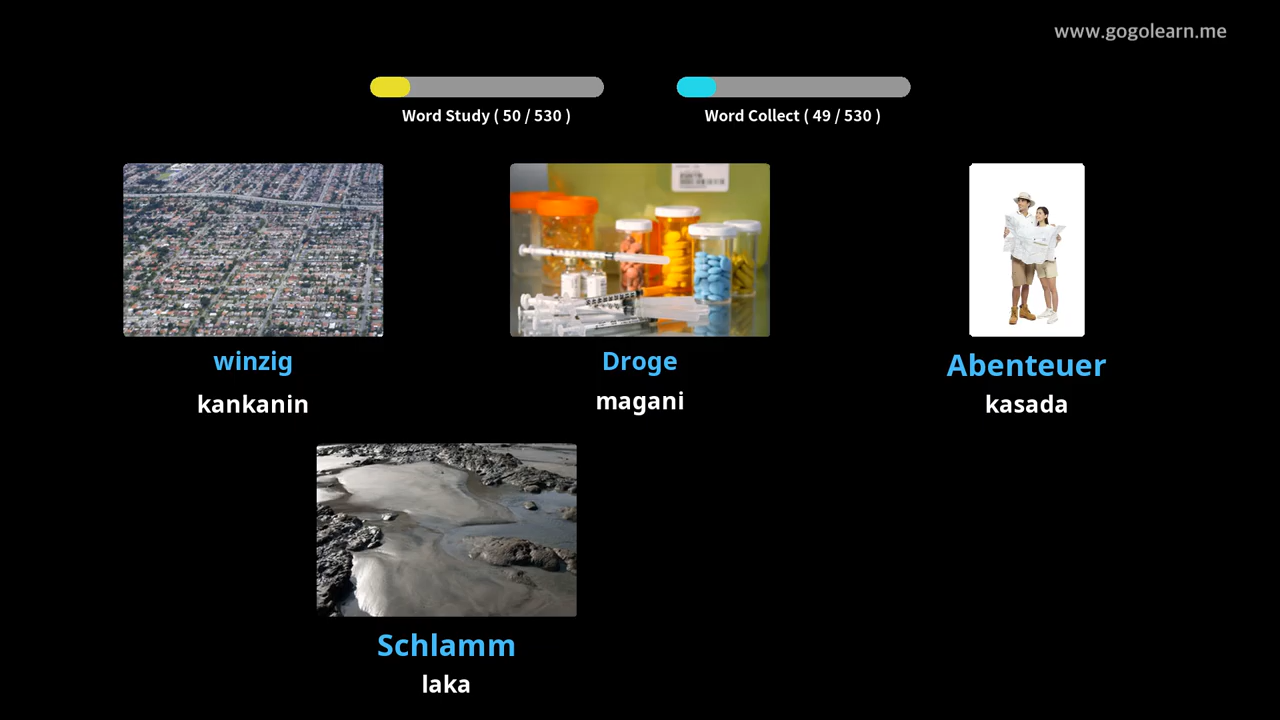 www.gogolearn.me
Word Study ( 50 / 530 )
Word Collect ( 49 / 530 )
winzig
kankanin
Droge
magani
Abenteuer
kasada
Schlamm
laka